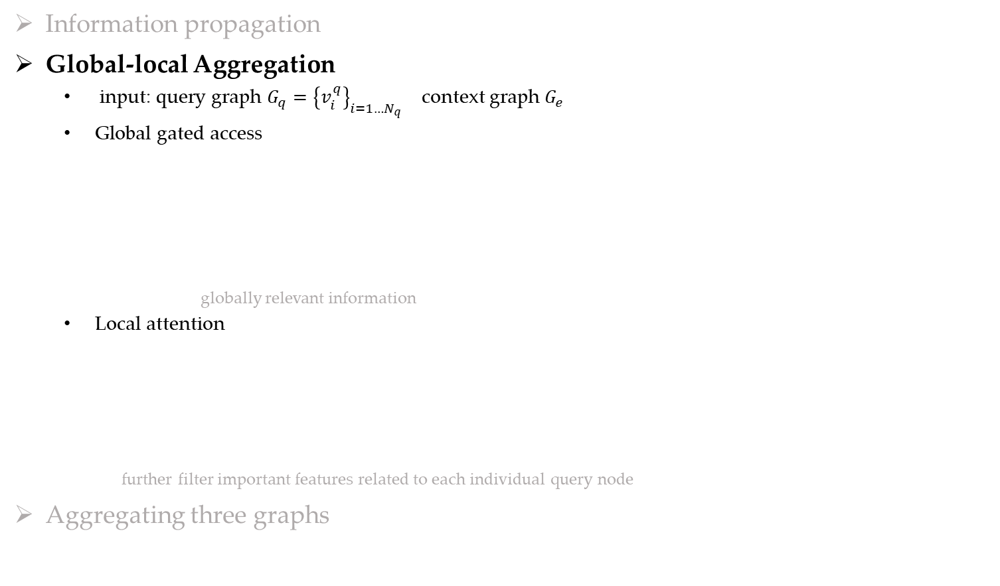 ➢ Information propagation
➢ Global-local Aggregation
• input: query graph $G_q = \{v_i^q\}_{i=1…N_q}$ context graph $G_e$
• Global gated access
globally relevant information
• Local attention
further filter important features related to each individual query node
➢ Aggregating three graphs